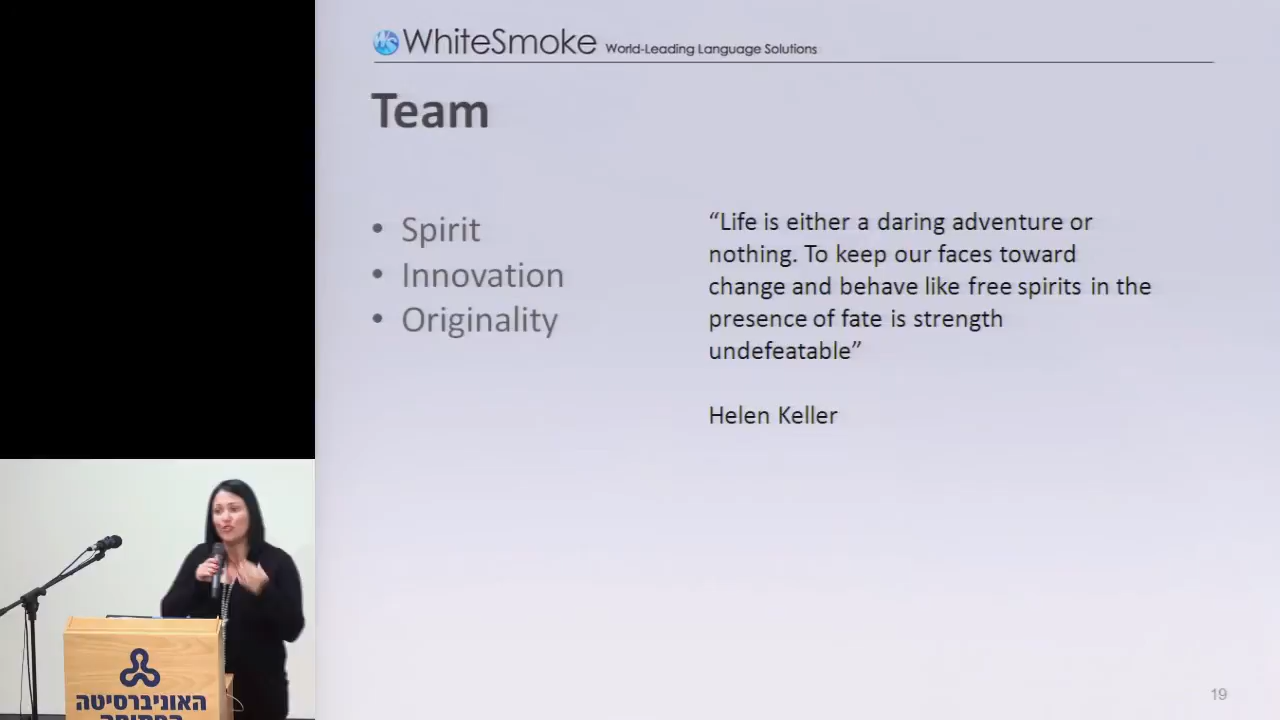 WhiteSmoke World-Leading Language Solutions
Team
• Spirit
• Innovation
• Originality
“Life is either a daring adventure or
nothing. To keep our faces toward
change and behave like free spirits in the
presence of fate is strength
undefeatable”
Helen Keller
19
האוניברסיטה